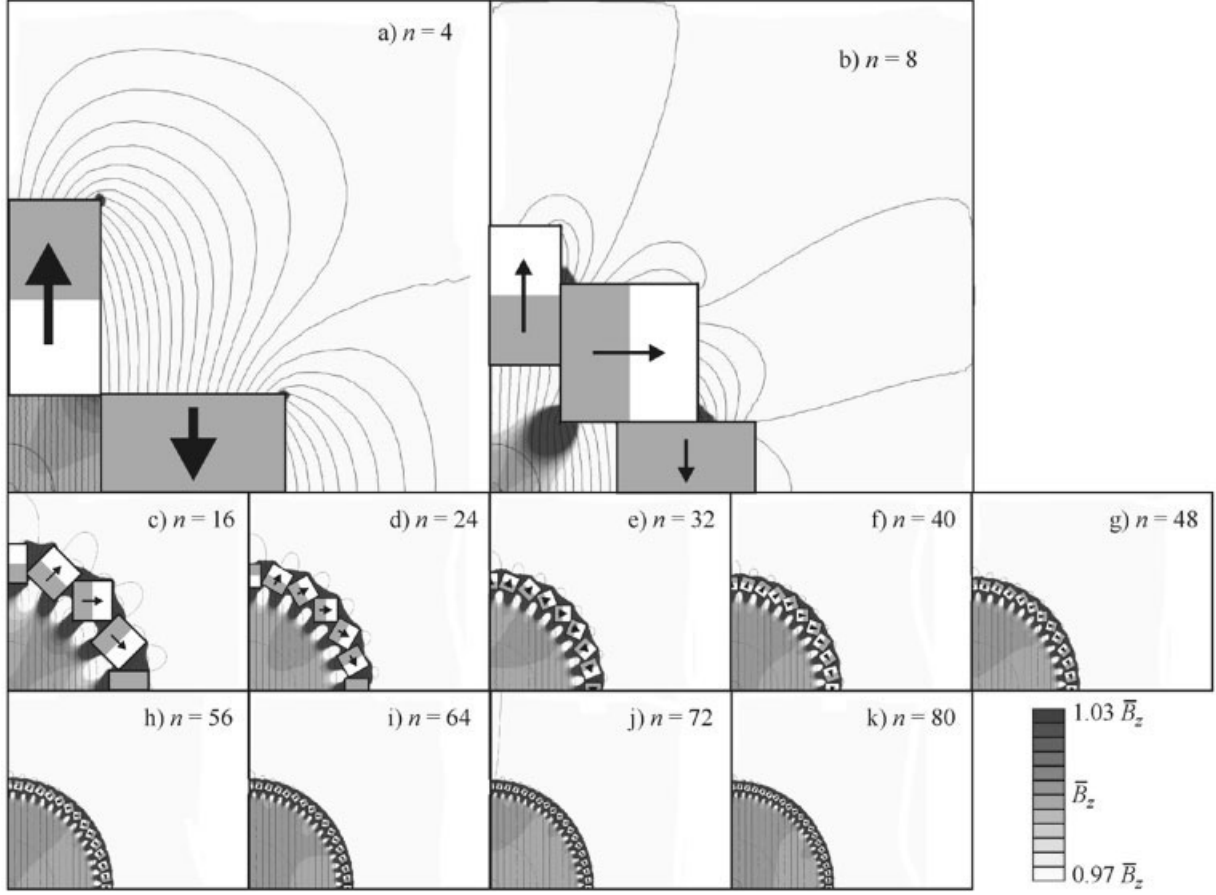 a) n = 4
b) n = 8
c) n = 16
d) n = 24
e) n = 32
f) n = 40
g) n = 48
h) n = 56
i) n = 64
j) n = 72
k) n = 80
1.03 B̅z
B̅z
0.97 B̅z